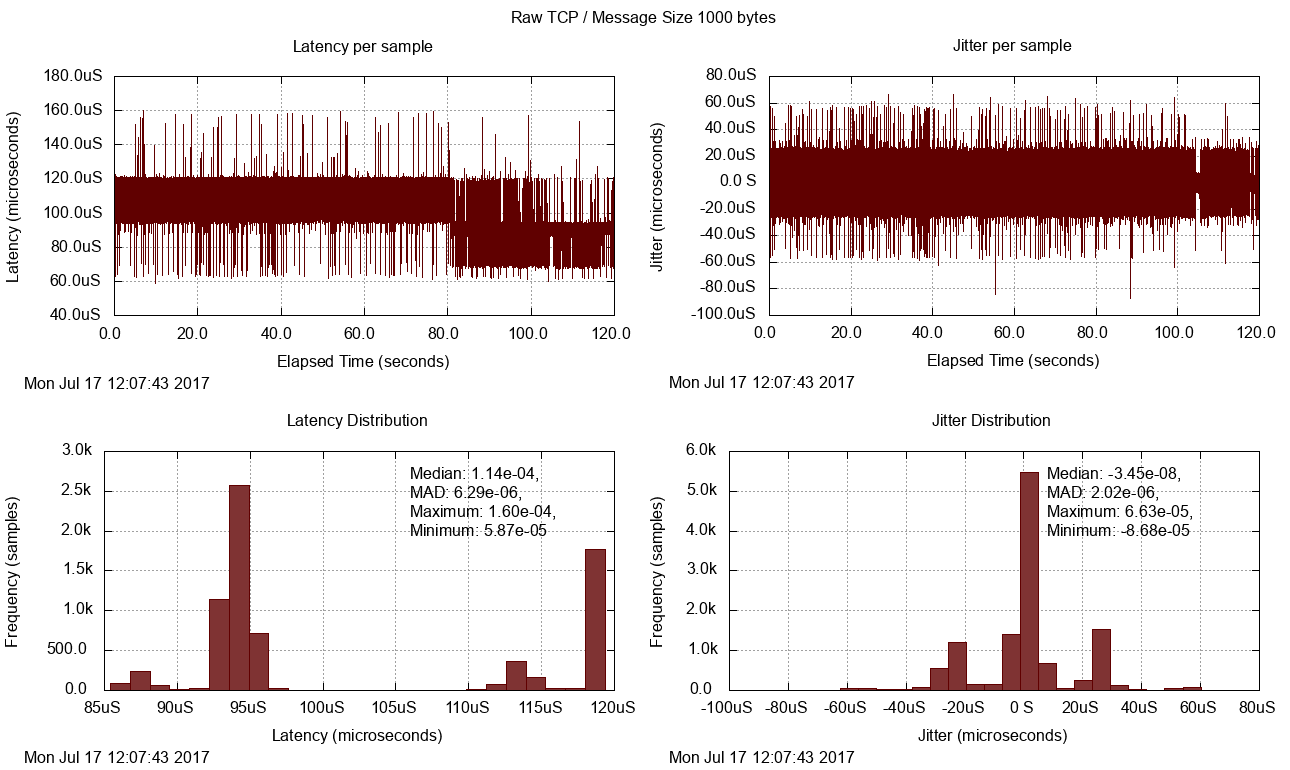 Raw TCP / Message Size 1000 bytes
Latency per sample
180.0uS
160.0uS
140.0uS
120.0uS
100.0uS
80.0uS
60.0uS
40.0uS
Latency (microseconds)
0.0 20.0 40.0 60.0 80.0 100.0 120.0
Elapsed Time (seconds)
Mon Jul 17 12:07:43 2017
Jitter per sample
80.0uS
60.0uS
40.0uS
20.0uS
0.0 S
-20.0uS
-40.0uS
-60.0uS
-80.0uS
-100.0uS
Jitter (microseconds)
0.0 20.0 40.0 60.0 80.0 100.0 120.0
Elapsed Time (seconds)
Mon Jul 17 12:07:43 2017
Latency Distribution
3.0k
2.5k
2.0k
1.5k
1.0k
500.0
0.0
Frequency (samples)
Median: 1.14e-04,
MAD: 6.29e-06,
Maximum: 1.60e-04,
Minimum: 5.87e-05
85uS 90uS 95uS 100uS 105uS 110uS 115uS 120uS
Latency (microseconds)
Mon Jul 17 12:07:43 2017
Jitter Distribution
6.0k
5.0k
4.0k
3.0k
2.0k
1.0k
0.0
Frequency (samples)
Median: -3.45e-08,
MAD: 2.02e-06,
Maximum: 6.63e-05,
Minimum: -8.68e-05
-100uS -80uS -60uS -40uS -20uS 0 S 20uS 40uS 60uS 80uS
Jitter (microseconds)
Mon Jul 17 12:07:43 2017